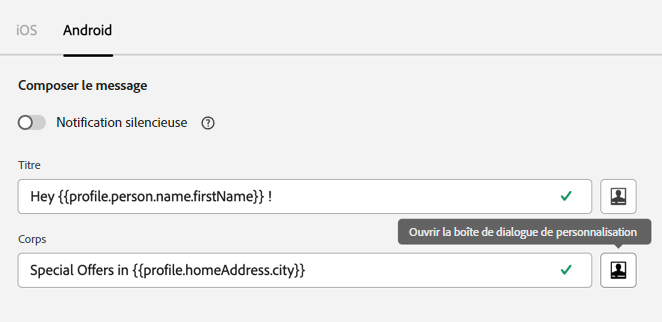 iOS Android
Composer le message
Notification silencieuse
Titre
Hey {{profile.person.name.firstName}} !
Ouvrir la boîte de dialogue de personnalisation
Corps
Special Offers in {{profile.homeAddress.city}}